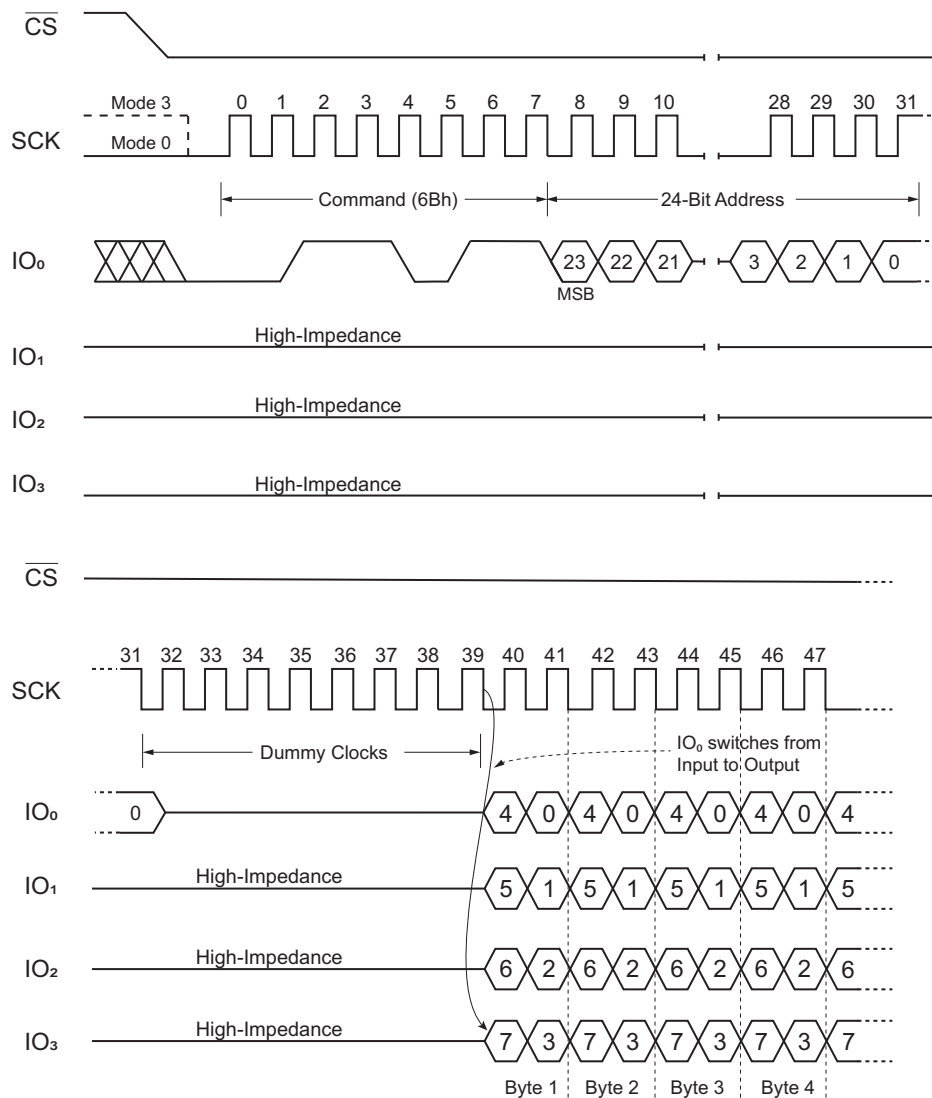 CS
Mode 3
0 1 2 3 4 5 6 7 8 9 10 28 29 30 31
SCK
Mode 0
Command (6Bh) 24-Bit Address
IO₀ 23 22 21 3 2 1 0
MSB
High-Impedance
IO₁
High-Impedance
IO₂
High-Impedance
IO₃
CS
31 32 33 34 35 36 37 38 39 40 41 42 43 44 45 46 47
SCK
Dummy Clocks
IO₀ switches from
Input to Output
IO₀ 0 4 0 4 0 4 0 4 0 4
IO₁ High-Impedance 5 1 5 1 5 1 5 1 5
IO₂ High-Impedance 6 2 6 2 6 2 6 2 6
IO₃ High-Impedance 7 3 7 3 7 3 7 3 7
Byte 1 Byte 2 Byte 3 Byte 4